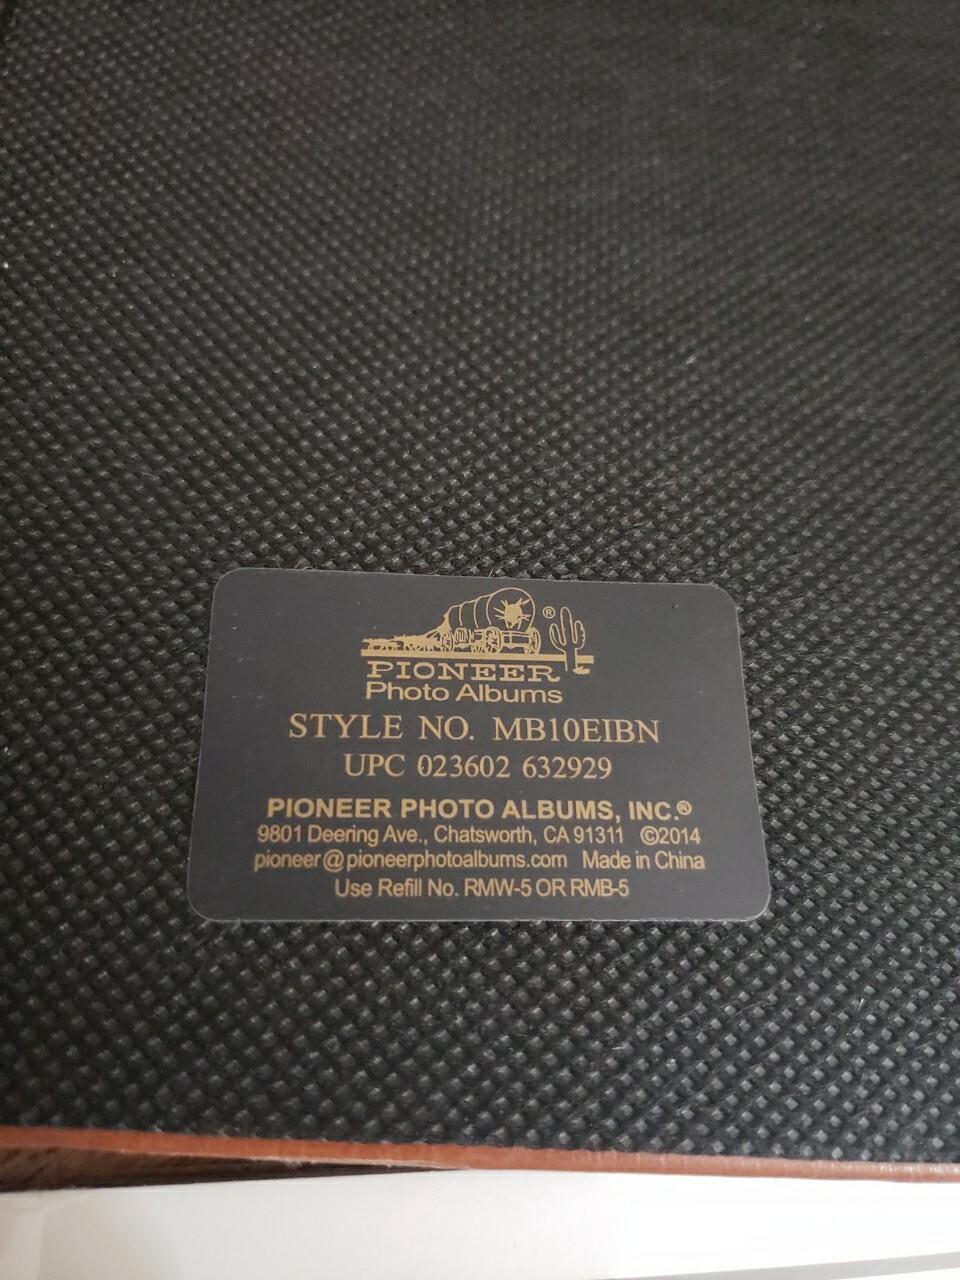 ®
PIONEER
Photo Albums
STYLE NO. MB10EIBN
UPC 023602 632929
PIONEER PHOTO ALBUMS, INC.®
9801 Deering Ave., Chatsworth, CA 91311 ©2014
pioneer@pioneerphotoalbums.com Made in China
Use Refill No. RMW-5 OR RMB-5